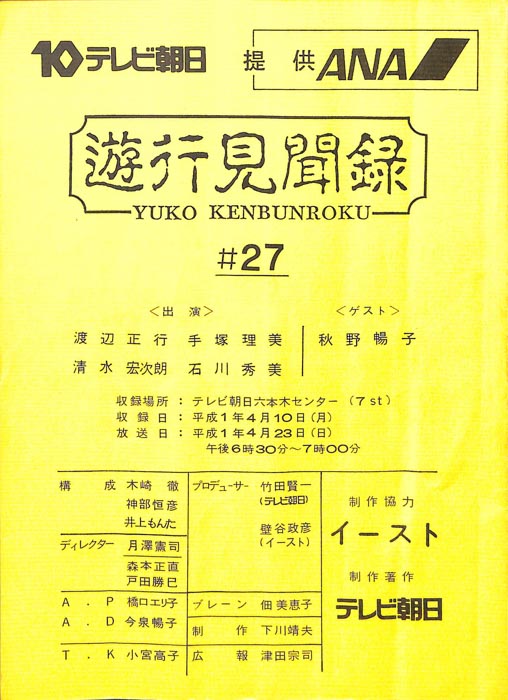 10 テレビ朝日 提供 ANA
遊行見聞録
YUKO KENBUNROKU
#27
<出演> <ゲスト>
渡辺正行 手塚理美 秋野暢子
清水宏次朗 石川秀美
収録場所：テレビ朝日六本木センター（7st）
収録日：平成1年4月10日(月)
放送日：平成1年4月23日(日)
午後6時30分～7時00分
構成 木崎徹
神部恒彦
井上もんた
ディレクター 月澤憲司
森本正直
戸田勝巳
A.P 橋口エリ子
A.D 今泉暢子
T.K 小宮高子
プロデューサー 竹田賢一
(テレビ朝日)
壁谷政彦
(イースト)
ブレーン 佃美恵子
制作 下川靖夫
広報 津田宗司
制作協力
イースト
制作著作
テレビ朝日